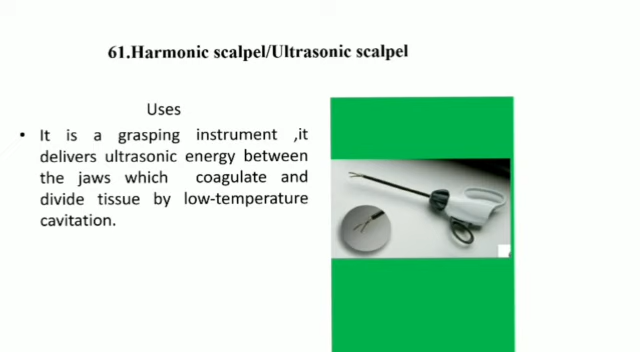 61.Harmonic scalpel/Ultrasonic scalpel
Uses
• It is a grasping instrument ,it
delivers ultrasonic energy between
the jaws which coagulate and
divide tissue by low-temperature
cavitation.